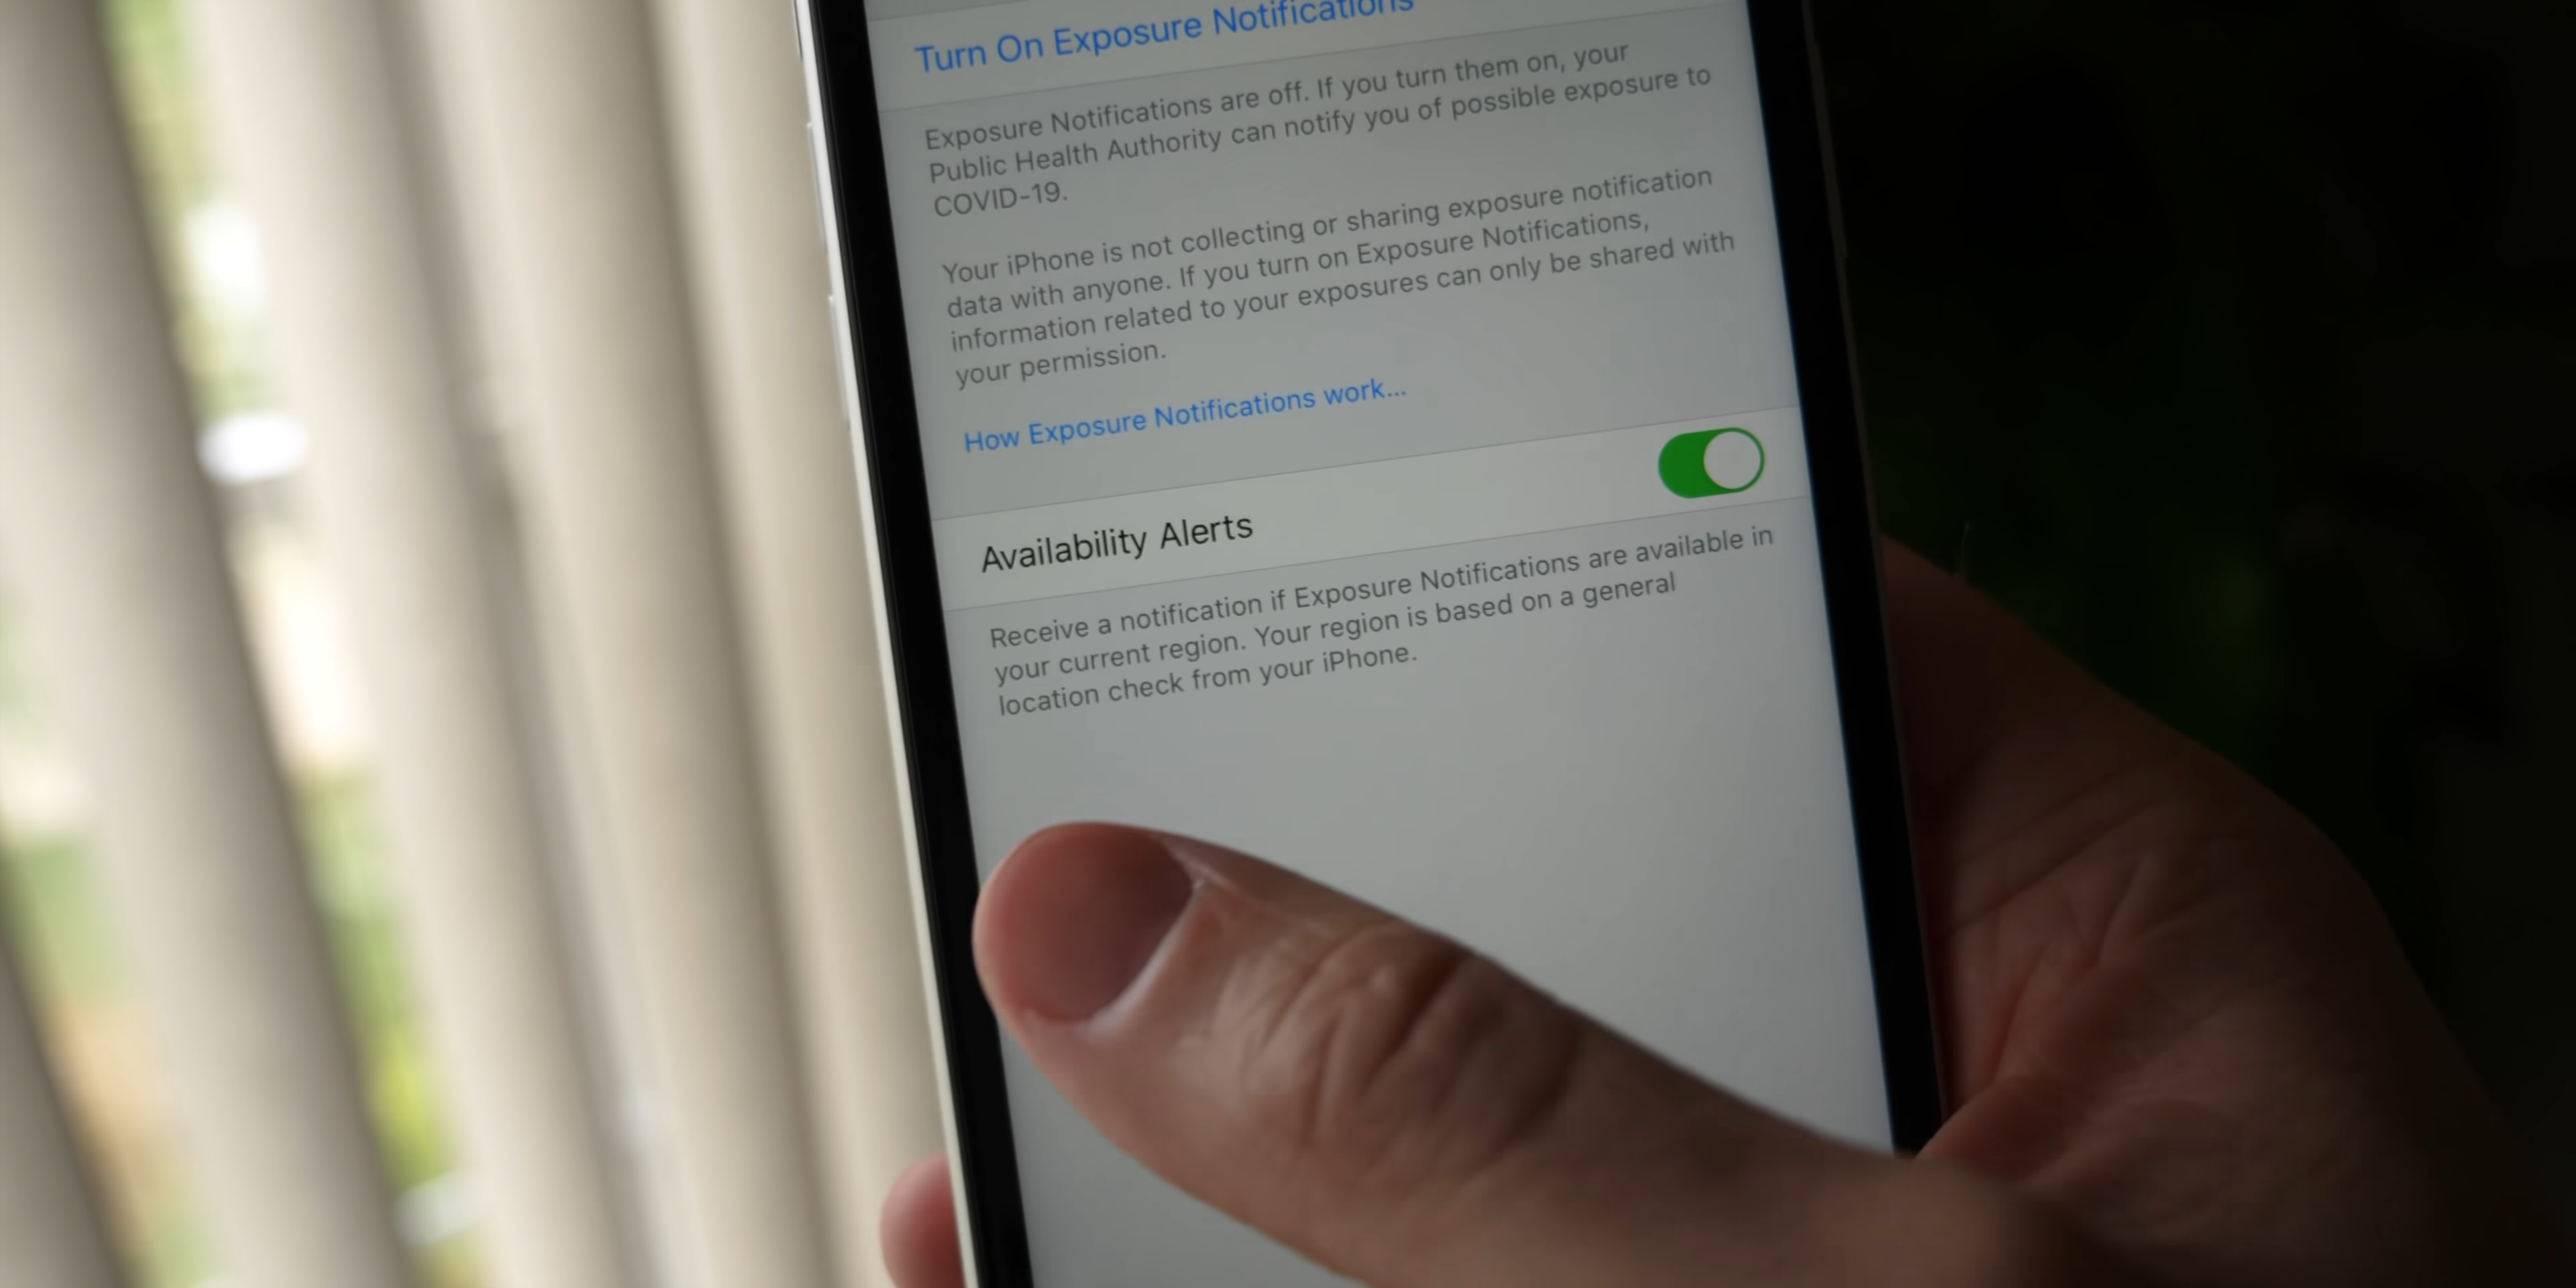 Turn On Exposure Notifications
Exposure Notifications are off. If you turn them on, your
Public Health Authority can notify you of possible exposure to
COVID-19.
Your iPhone is not collecting or sharing exposure notification
data with anyone. If you turn on Exposure Notifications,
information related to your exposures can only be shared with
your permission.
How Exposure Notifications work...
Availability Alerts
Receive a notification if Exposure Notifications are available in
your current region. Your region is based on a general
location check from your iPhone.